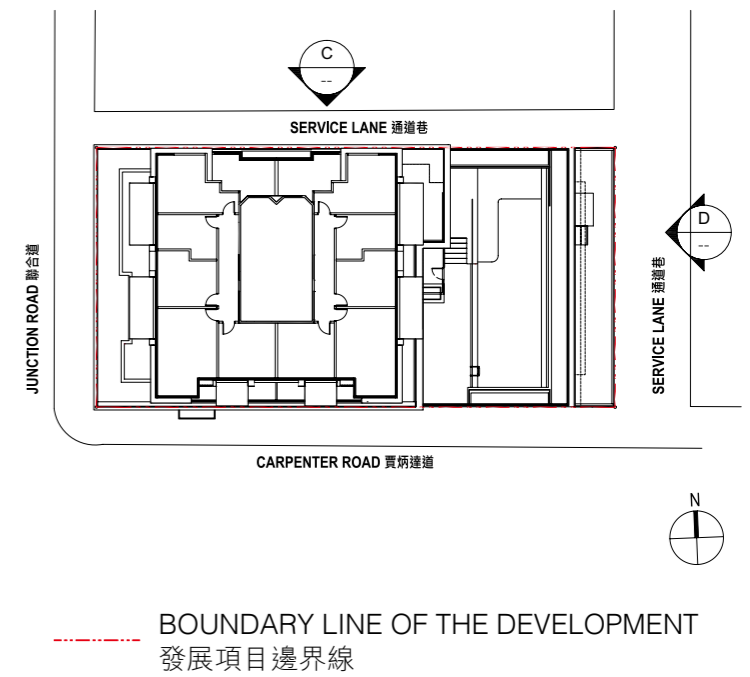 C
--
SERVICE LANE 通道巷
D
--
JUNCTION ROAD 聯合道
SERVICE LANE 通道巷
CARPENTER ROAD 賈炳達道
N
BOUNDARY LINE OF THE DEVELOPMENT
發展項目邊界線